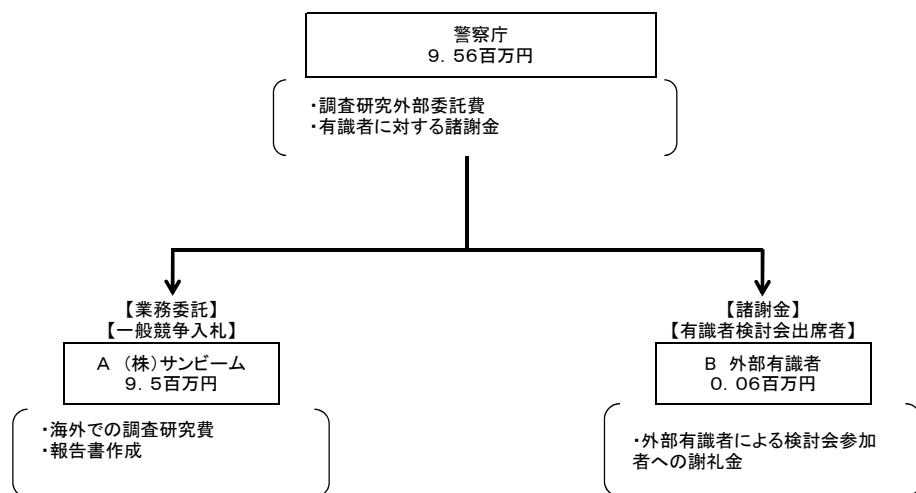 警察庁
９．５６百万円
・調査研究外部委託費
・有識者に対する諸謝金
【業務委託】
【一般競争入札】
Ａ （株）サンビーム
９．５百万円
・海外での調査研究費
・報告書作成
【諸謝金】
【有識者検討会出席者】
Ｂ 外部有識者
０．０６百万円
・外部有識者による検討会参加
者への謝礼金